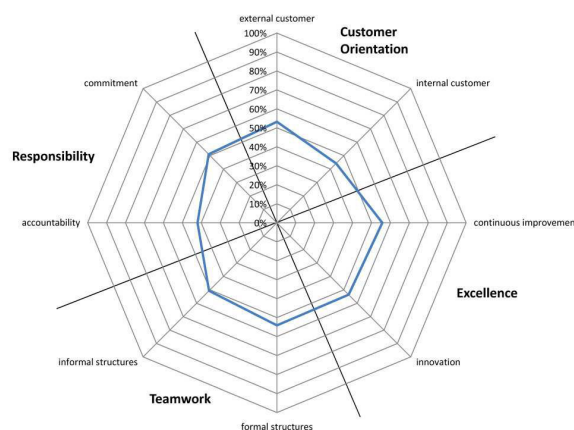 external customer
Customer
Orientation
100%
90%
80%
70%
60%
50%
40%
30%
20%
10%
0%
commitment
internal customer
Responsibility
accountability
continuous improvement
Excellence
informal structures
innovation
Teamwork
formal structures